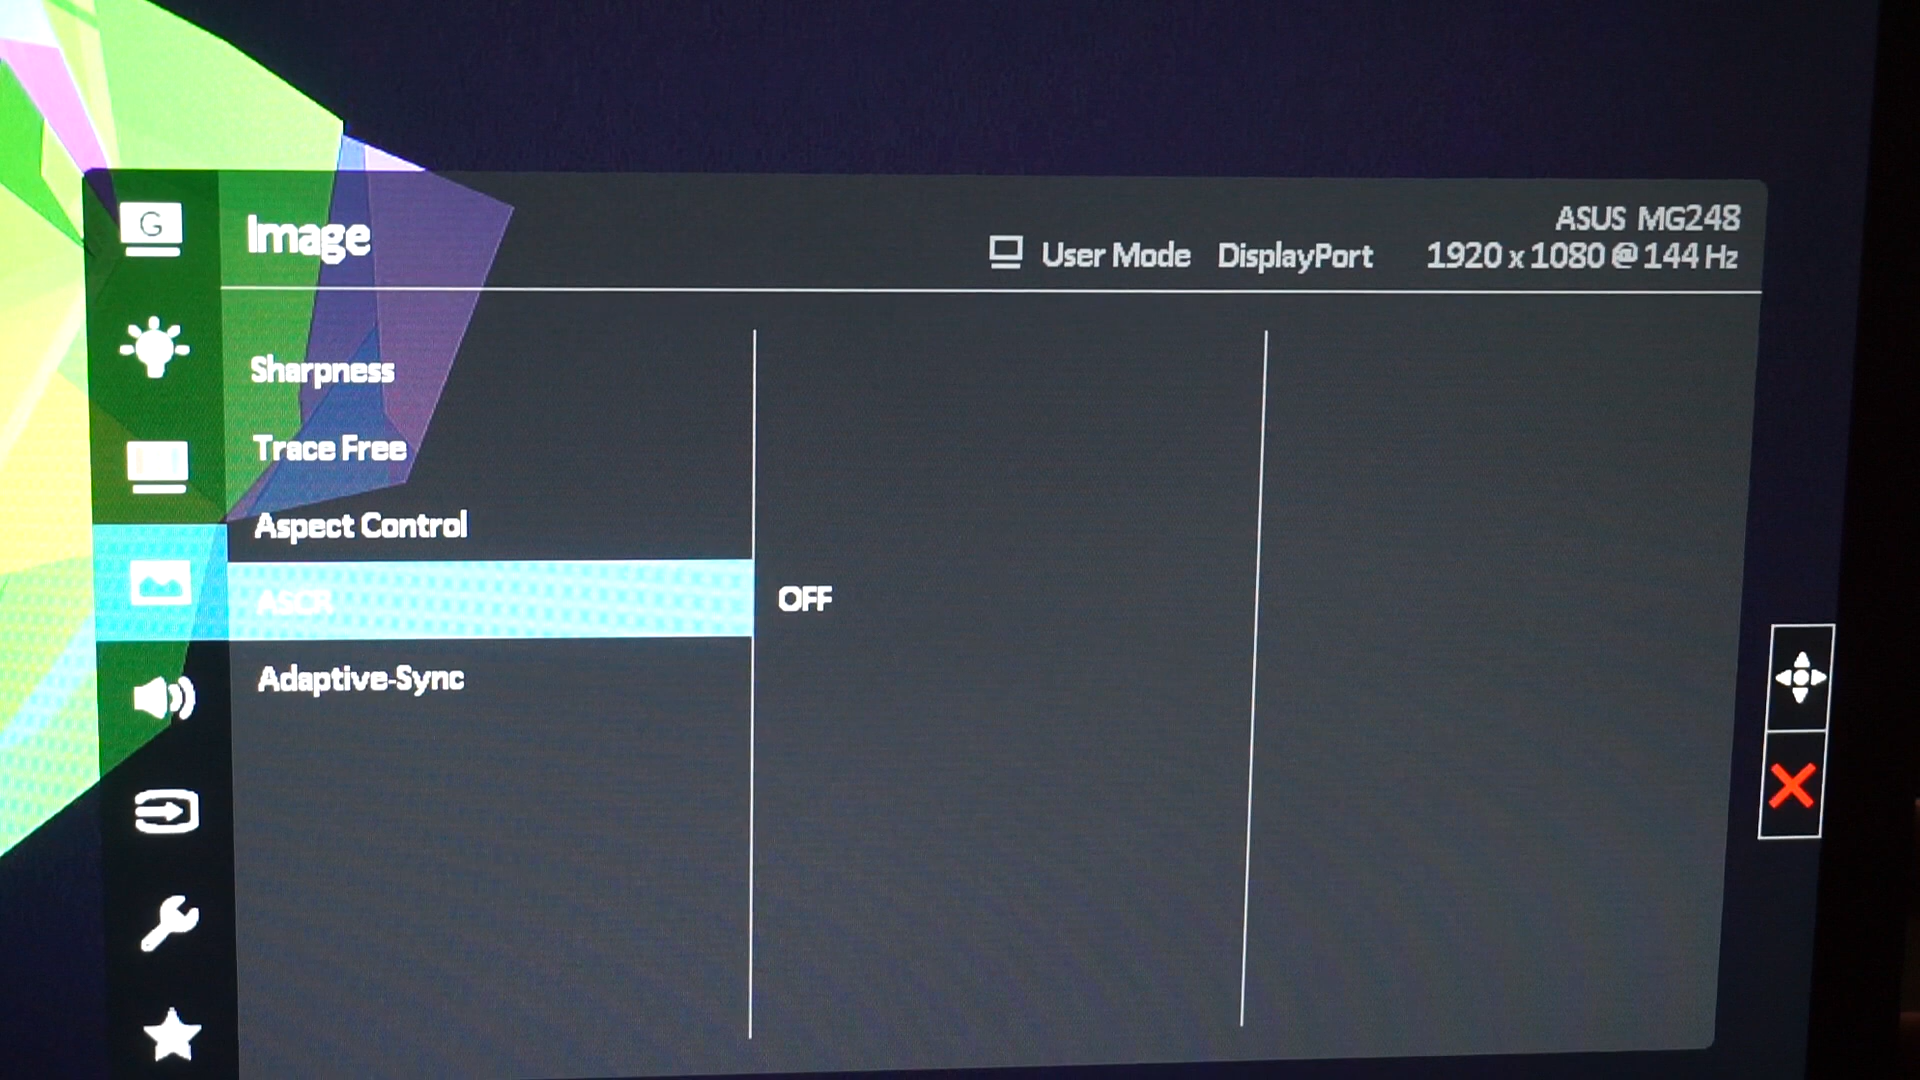 G
Image
ASUS MG248
User Mode DisplayPort 1920 x 1080 @ 144 Hz
Sharpness
Trace Free
Aspect Control
ASCR OFF
Adaptive-Sync